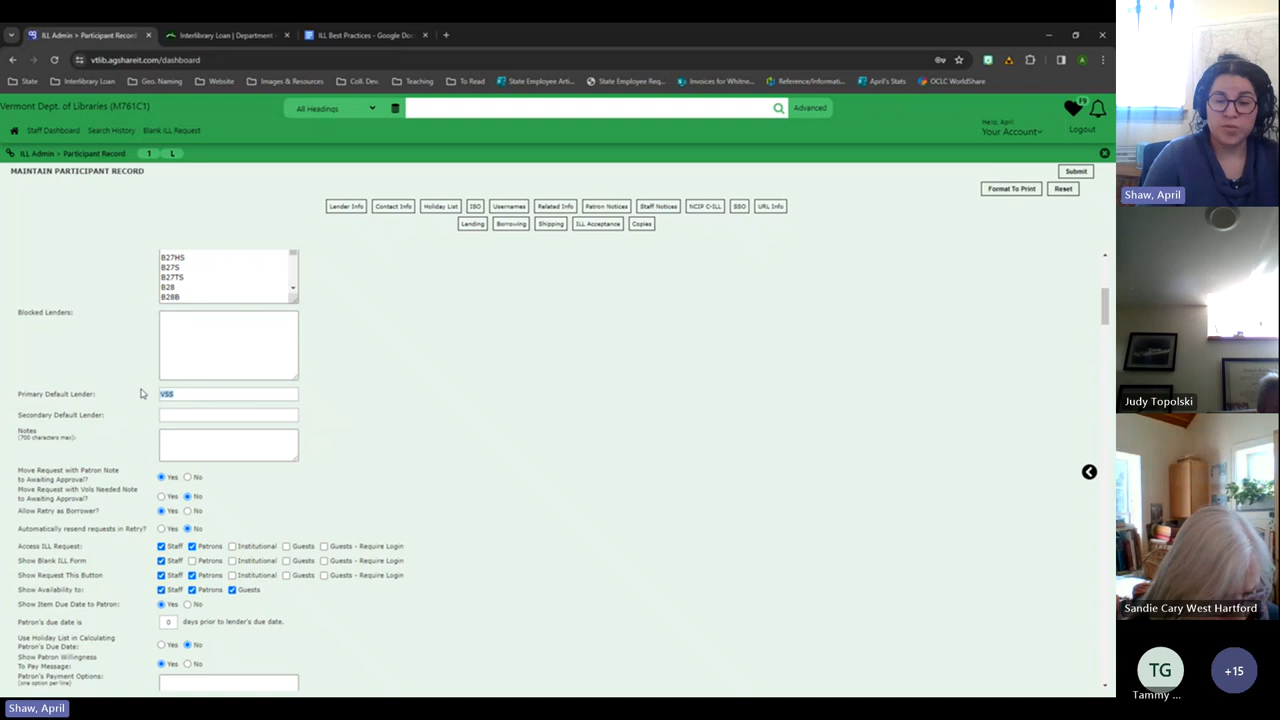 ILL Admin > Participant Record
Interlibrary Loan | Department
ILL Best Practices - Google Doc
vtlib.agshareit.com/dashboard
State
Interlibrary Loan
Geo. Naming
Website
Images & Resources
Coll. Dev.
Teaching
To Read
State Employee Arti...
State Employee Req...
Invoices for Whitne...
Reference/Informati...
April's Stats
OCLC WorldShare
Vermont Dept. of Libraries (M761C1)
All Headings
Advanced
Staff Dashboard Search History Blank ILL Request
Hello, April
Your Account
Logout
ILL Admin > Participant Record 1 L
MAINTAIN PARTICIPANT RECORD
Submit
Format To Print Reset
Lender Info Contact Info Holiday List ISO Usernames Related Info Patron Notices Staff Notices NCIP C-ILL SSO URL Info
Lending Borrowing Shipping ILL Acceptance Copies
B27HS
B27S
B27TS
B28
B28B
Blocked Lenders:
Primary Default Lender: VSS
Secondary Default Lender:
Notes
(700 characters max):
Move Request with Patron Note
to Awaiting Approval? Yes No
Move Request with Vols Needed Note
to Awaiting Approval? Yes No
Allow Retry as Borrower? Yes No
Automatically resend requests in Retry? Yes No
Access ILL Request: Staff Patrons Institutional Guests Guests - Require Login
Show Blank ILL Form Staff Patrons Institutional Guests Guests - Require Login
Show Request This Button Staff Patrons Institutional Guests Guests - Require Login
Show Availability to: Staff Patrons Guests
Show Item Due Date to Patron: Yes No
Patron's due date is 0 days prior to lender's due date.
Use Holiday List in Calculating
Patron's Due Date: Yes No
Show Patron Willingness
To Pay Message: Yes No
Patron's Payment Options:
(one option per line)
Shaw, April
Judy Topolski
Sandie Cary West Hartford
TG
Tammy ...
+15
Shaw, April